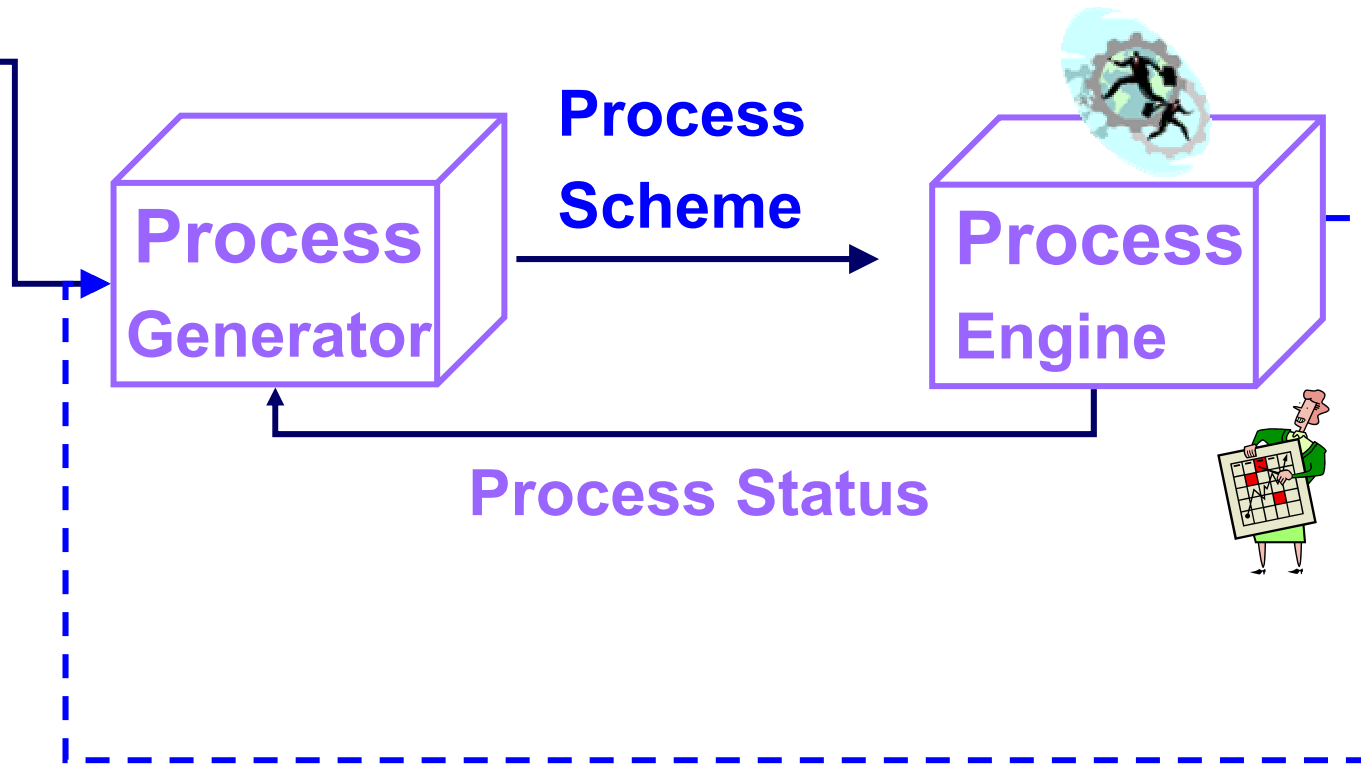 Process
Scheme
Process
Generator
Process
Engine
Process Status